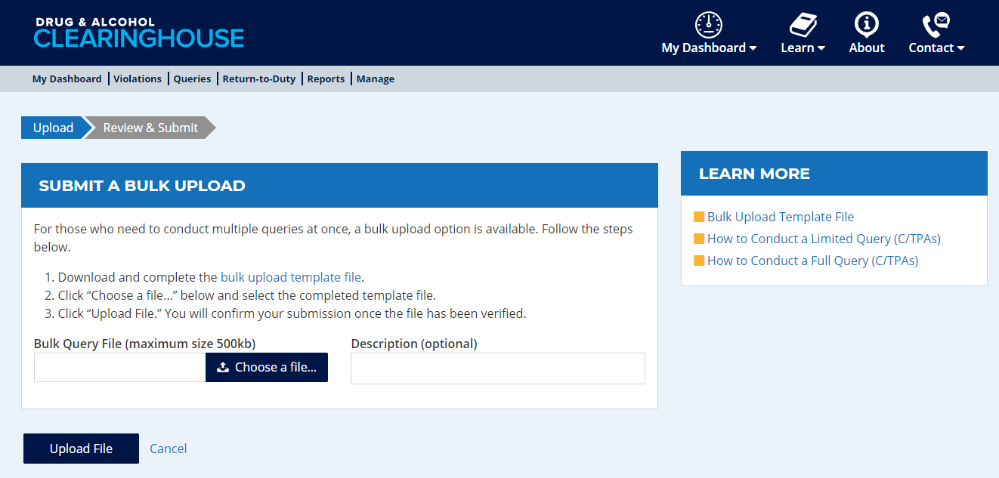 DRUG & ALCOHOL
CLEARINGHOUSE
My Dashboard
Learn
About
Contact
My Dashboard
Violations
Queries
Return-to-Duty
Reports
Manage
Upload
Review & Submit
SUBMIT A BULK UPLOAD
For those who need to conduct multiple queries at once, a bulk upload option is available. Follow the steps
below.
1. Download and complete the bulk upload template file.
2. Click “Choose a file...” below and select the completed template file.
3. Click “Upload File.” You will confirm your submission once the file has been verified.
Bulk Query File (maximum size 500kb)
Choose a file...
Description (optional)
Upload File
Cancel
LEARN MORE
Bulk Upload Template File
How to Conduct a Limited Query (C/TPAs)
How to Conduct a Full Query (C/TPAs)